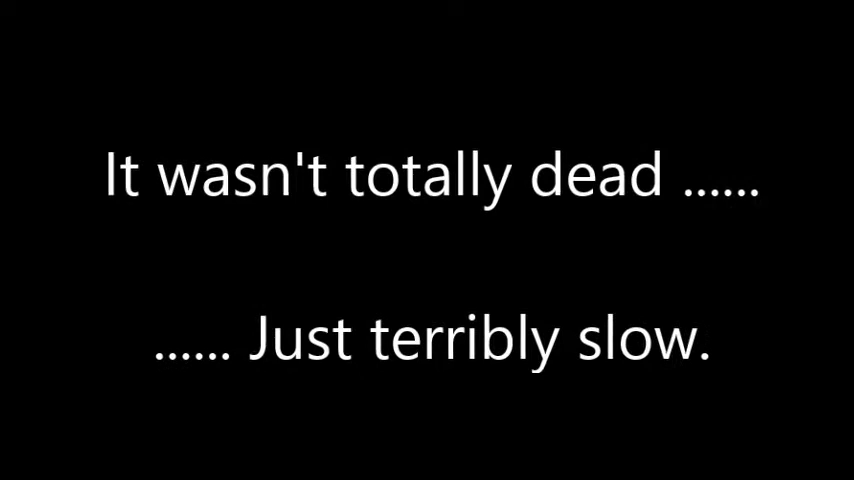 It wasn't totally dead ......
...... Just terribly slow.